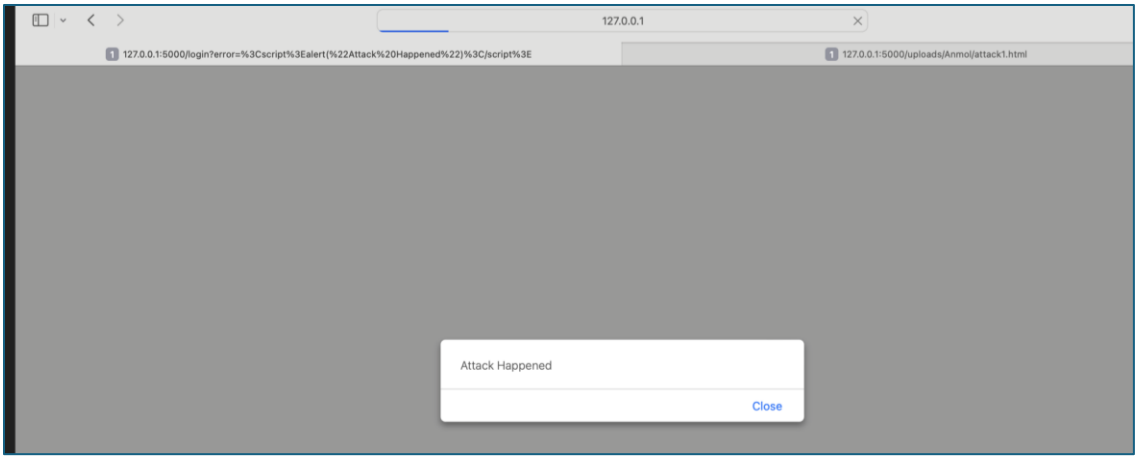 127.0.0.1
1 127.0.0.1:5000/login?error=%3Cscript%3Ealert(%22Attack%20Happened%22)%3C/script%3E
1 127.0.0.1:5000/uploads/Anmol/attack1.html
Attack Happened
Close